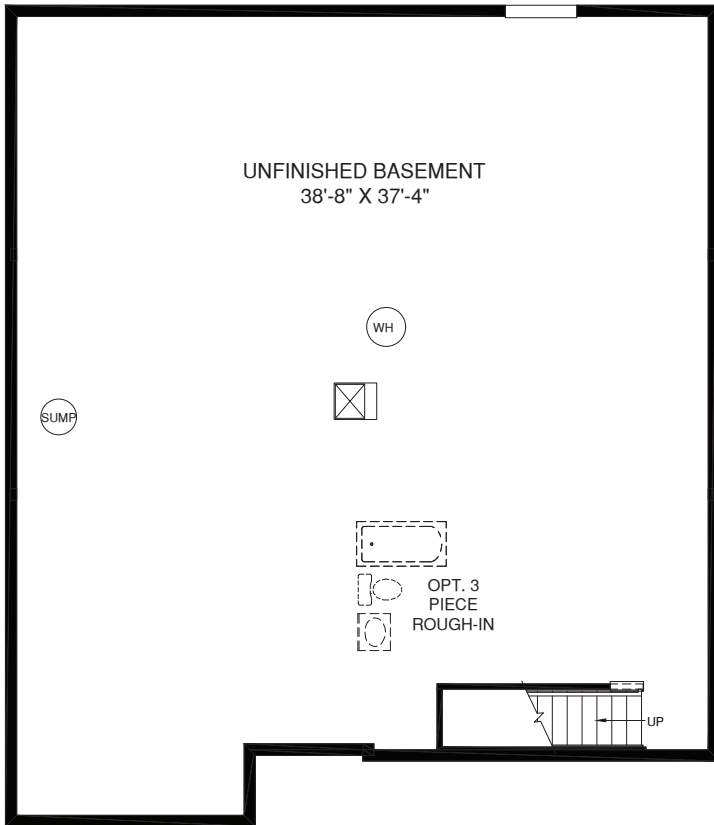 UNFINISHED BASEMENT
38'-8" X 37'-4"
WH
SUMP
OPT. 3
PIECE
ROUGH-IN
UP